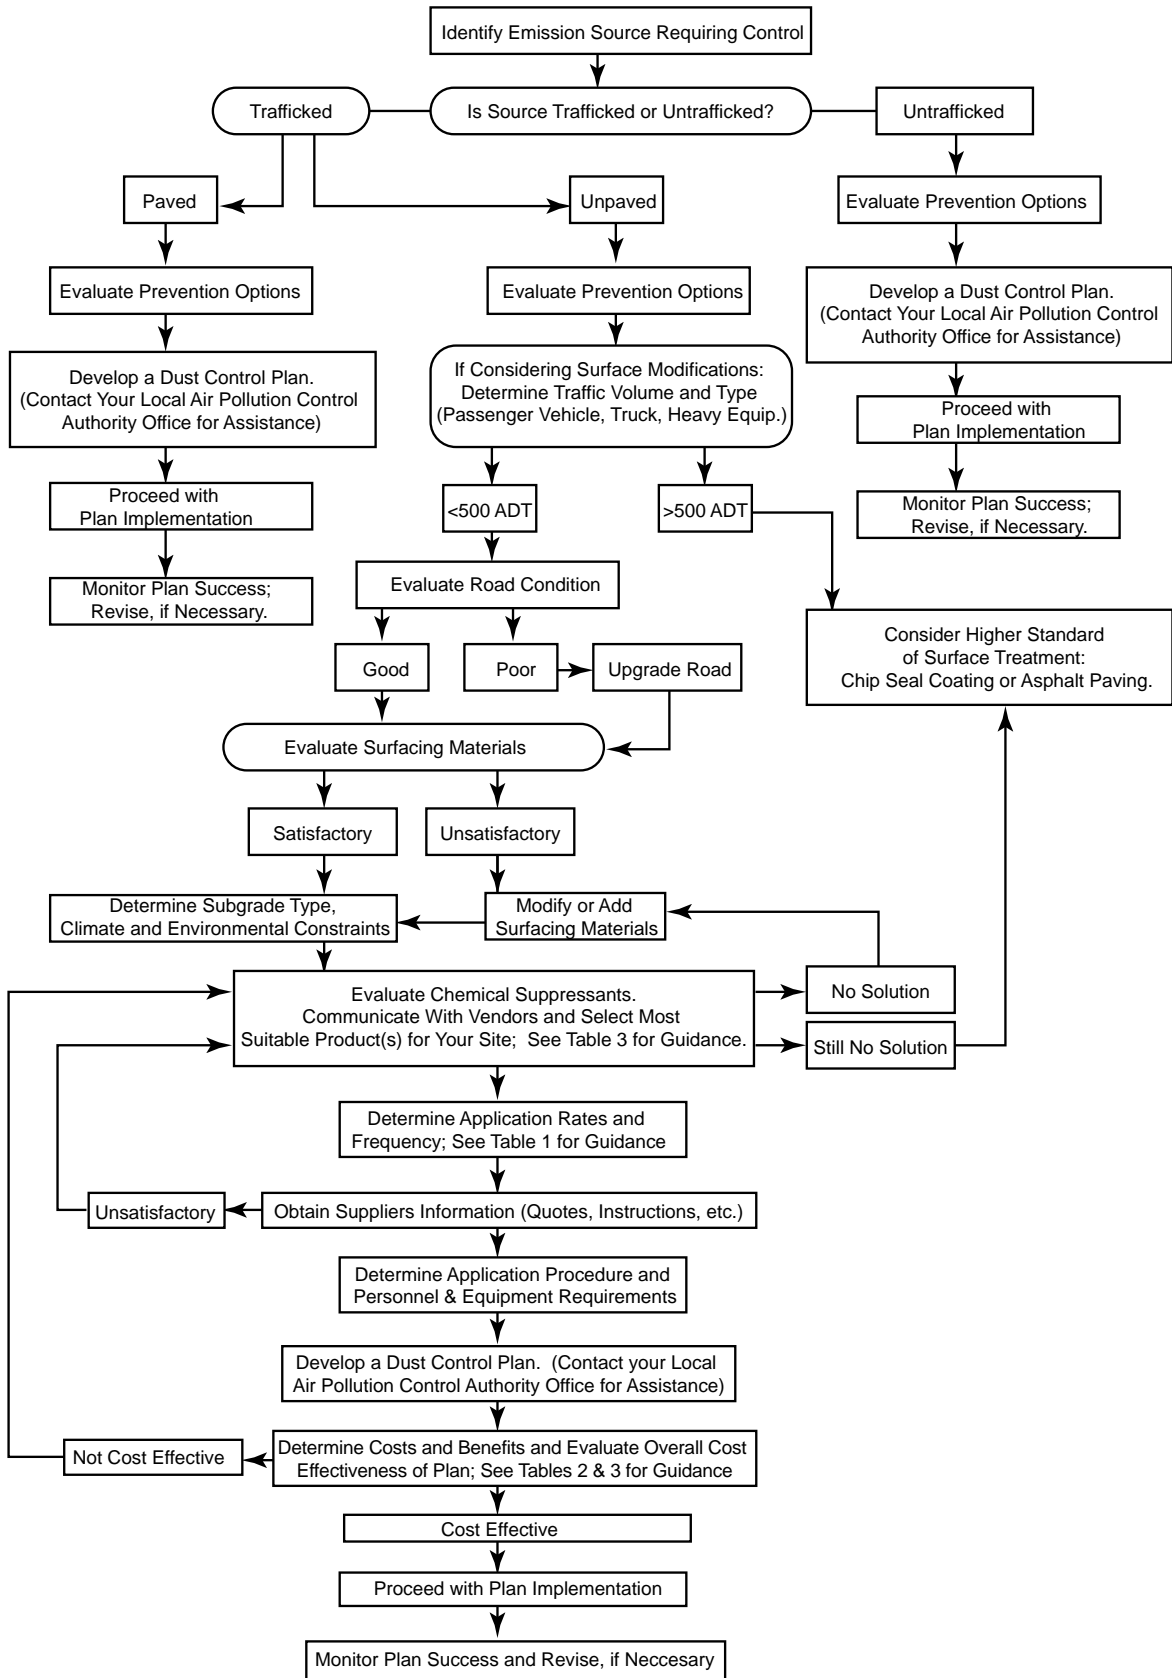 Identify Emission Source Requiring Control
Trafficked
Is Source Trafficked or Untrafficked?
Untrafficked
Paved
Unpaved
Evaluate Prevention Options
Evaluate Prevention Options
Evaluate Prevention Options
Develop a Dust Control Plan.
(Contact Your Local Air Pollution Control
Authority Office for Assistance)
Develop a Dust Control Plan.
(Contact Your Local Air Pollution Control
Authority Office for Assistance)
If Considering Surface Modifications:
Determine Traffic Volume and Type
(Passenger Vehicle, Truck, Heavy Equip.)
Proceed with
Plan Implementation
Proceed with
Plan Implementation
<500 ADT
>500 ADT
Monitor Plan Success;
Revise, if Necessary.
Monitor Plan Success;
Revise, if Necessary.
Evaluate Road Condition
Consider Higher Standard
of Surface Treatment:
Chip Seal Coating or Asphalt Paving.
Good
Poor
Upgrade Road
Evaluate Surfacing Materials
Satisfactory
Unsatisfactory
Determine Subgrade Type,
Climate and Environmental Constraints
Modify or Add
Surfacing Materials
Evaluate Chemical Suppressants.
Communicate With Vendors and Select Most
Suitable Product(s) for Your Site; See Table 3 for Guidance.
No Solution
Still No Solution
Determine Application Rates and
Frequency; See Table 1 for Guidance
Unsatisfactory
Obtain Suppliers Information (Quotes, Instructions, etc.)
Determine Application Procedure and
Personnel & Equipment Requirements
Develop a Dust Control Plan. (Contact your Local
Air Pollution Control Authority Office for Assistance)
Not Cost Effective
Determine Costs and Benefits and Evaluate Overall Cost
Effectiveness of Plan; See Tables 2 & 3 for Guidance
Cost Effective
Proceed with Plan Implementation
Monitor Plan Success and Revise, if Neccesary